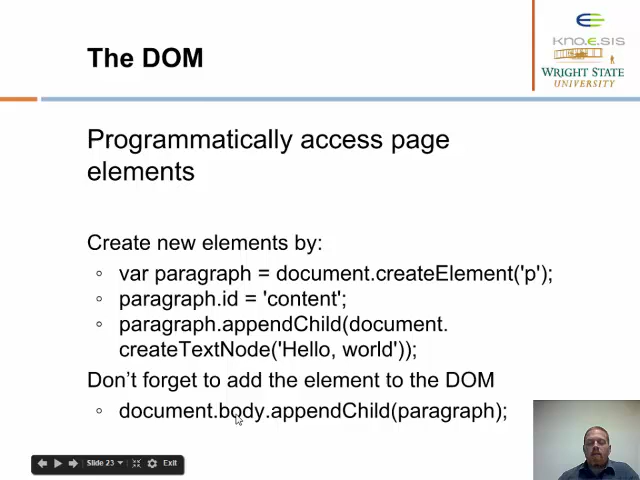 The DOM
KNO.E.SIS
WRIGHT STATE
UNIVERSITY
Programmatically access page
elements
Create new elements by:
◦ var paragraph = document.createElement('p');
◦ paragraph.id = 'content';
◦ paragraph.appendChild(document.
createTextNode('Hello, world'));
Don't forget to add the element to the DOM
◦ document.body.appendChild(paragraph);
Slide 23
Exit